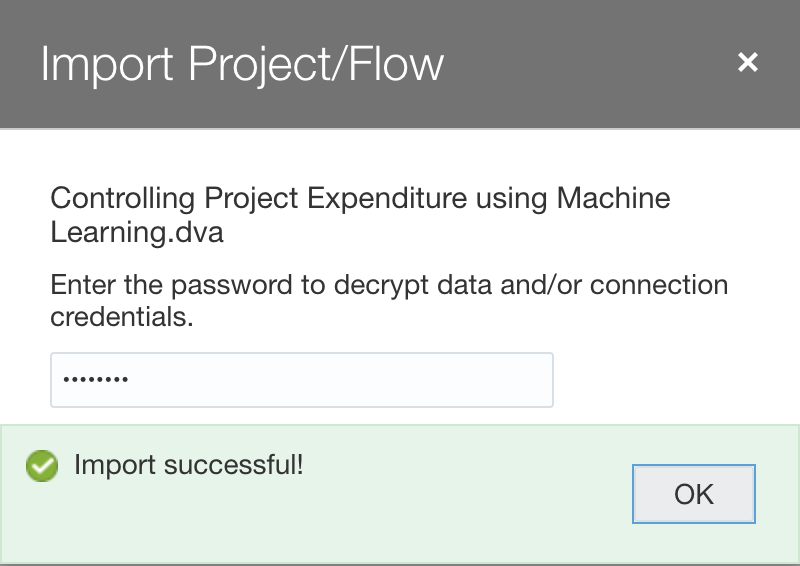 Import Project/Flow ×
Controlling Project Expenditure using Machine
Learning.dva
Enter the password to decrypt data and/or connection
credentials.
••••••••
Import successful!
OK